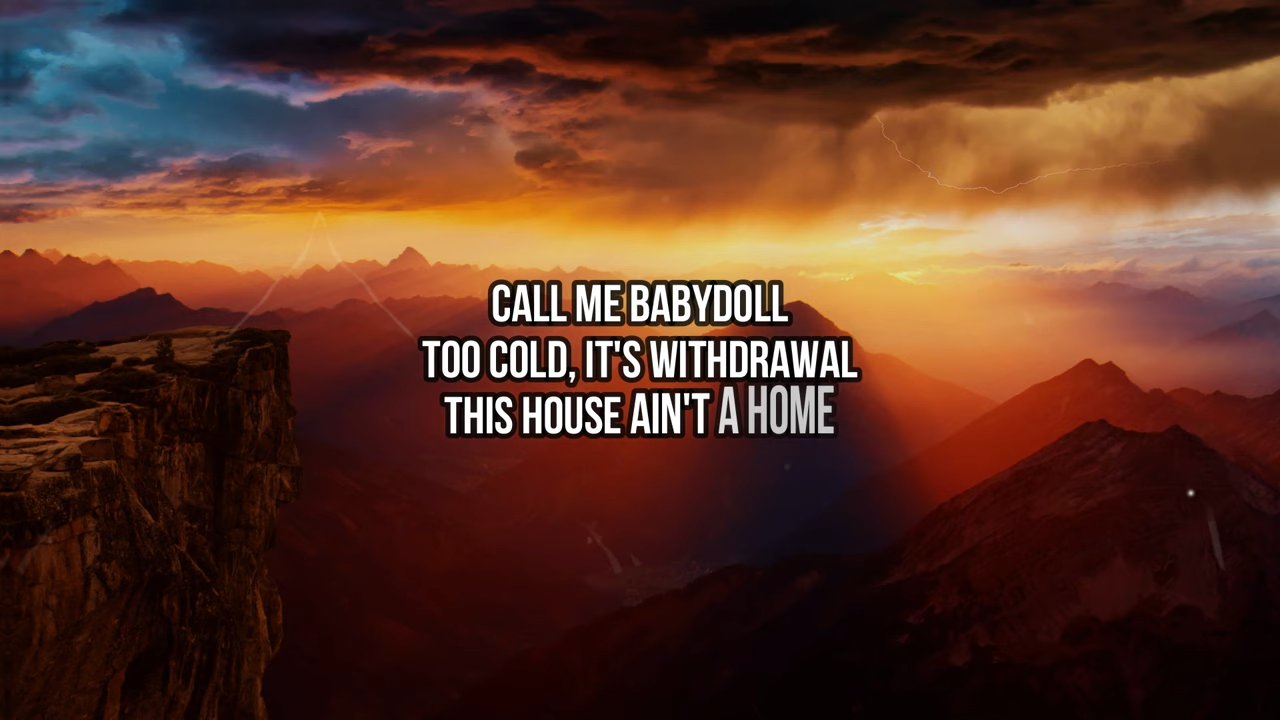 CALL ME BABYDOLL
TOO COLD, IT'S WITHDRAWAL
THIS HOUSE AIN'T A HOME